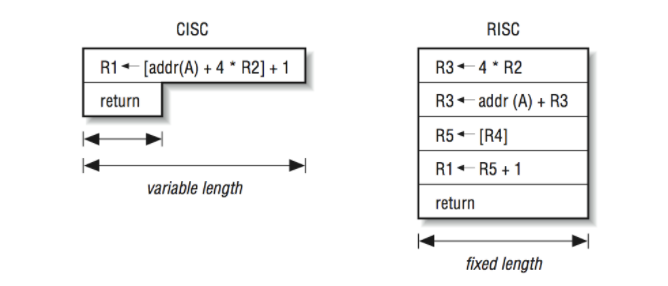 CISC
R1 ← [addr(A) + 4 * R2] + 1
return
variable length
RISC
R3 ← 4 * R2
R3 ← addr (A) + R3
R5 ← [R4]
R1 ← R5 + 1
return
fixed length